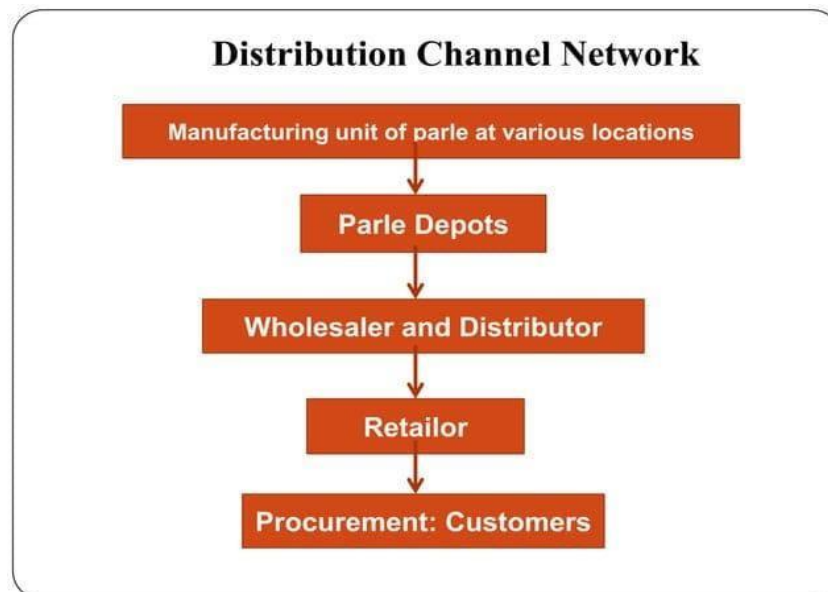 Distribution Channel Network
Manufacturing unit of parle at various locations
Parle Depots
Wholesaler and Distributor
Retailor
Procurement: Customers